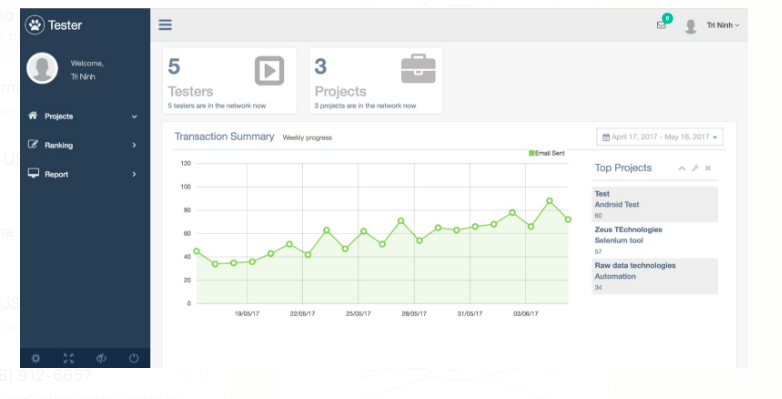 Tester
6
Tri Ninh
Welcome,
Tri Ninh
Projects
Ranking
Report
5
Testers
5 testers are in the network now
3
Projects
3 projects are in the network now
Transaction Summary Weekly progress
April 17, 2017 - May 16, 2017
Email Sent
120
100
80
60
40
20
0
19/05/17 22/05/17 25/05/17 28/05/17 31/05/17 03/06/17
Top Projects
Test
Android Test
60
Zeus TEchnologies
Selenium tool
57
Raw data technologies
Automation
34
912-6657